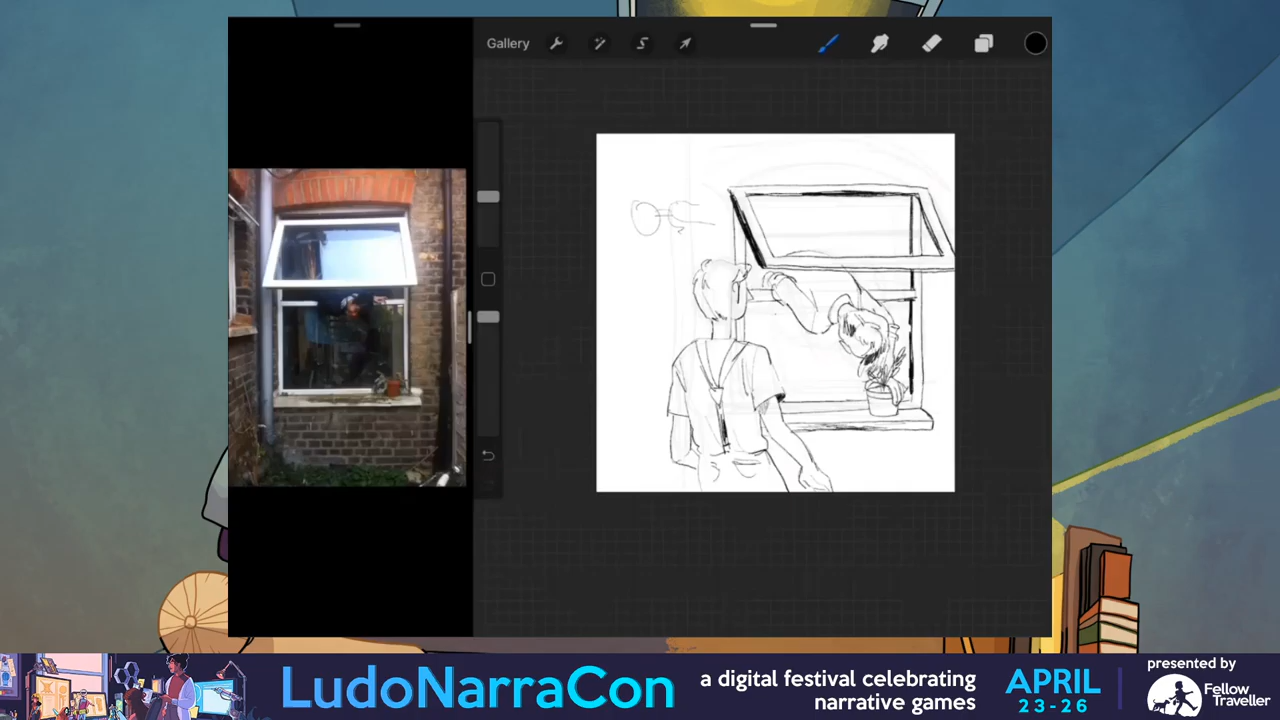 Gallery
LudoNarraCon
a digital festival celebrating
narrative games
APRIL
23-26
presented by
Fellow
Traveller